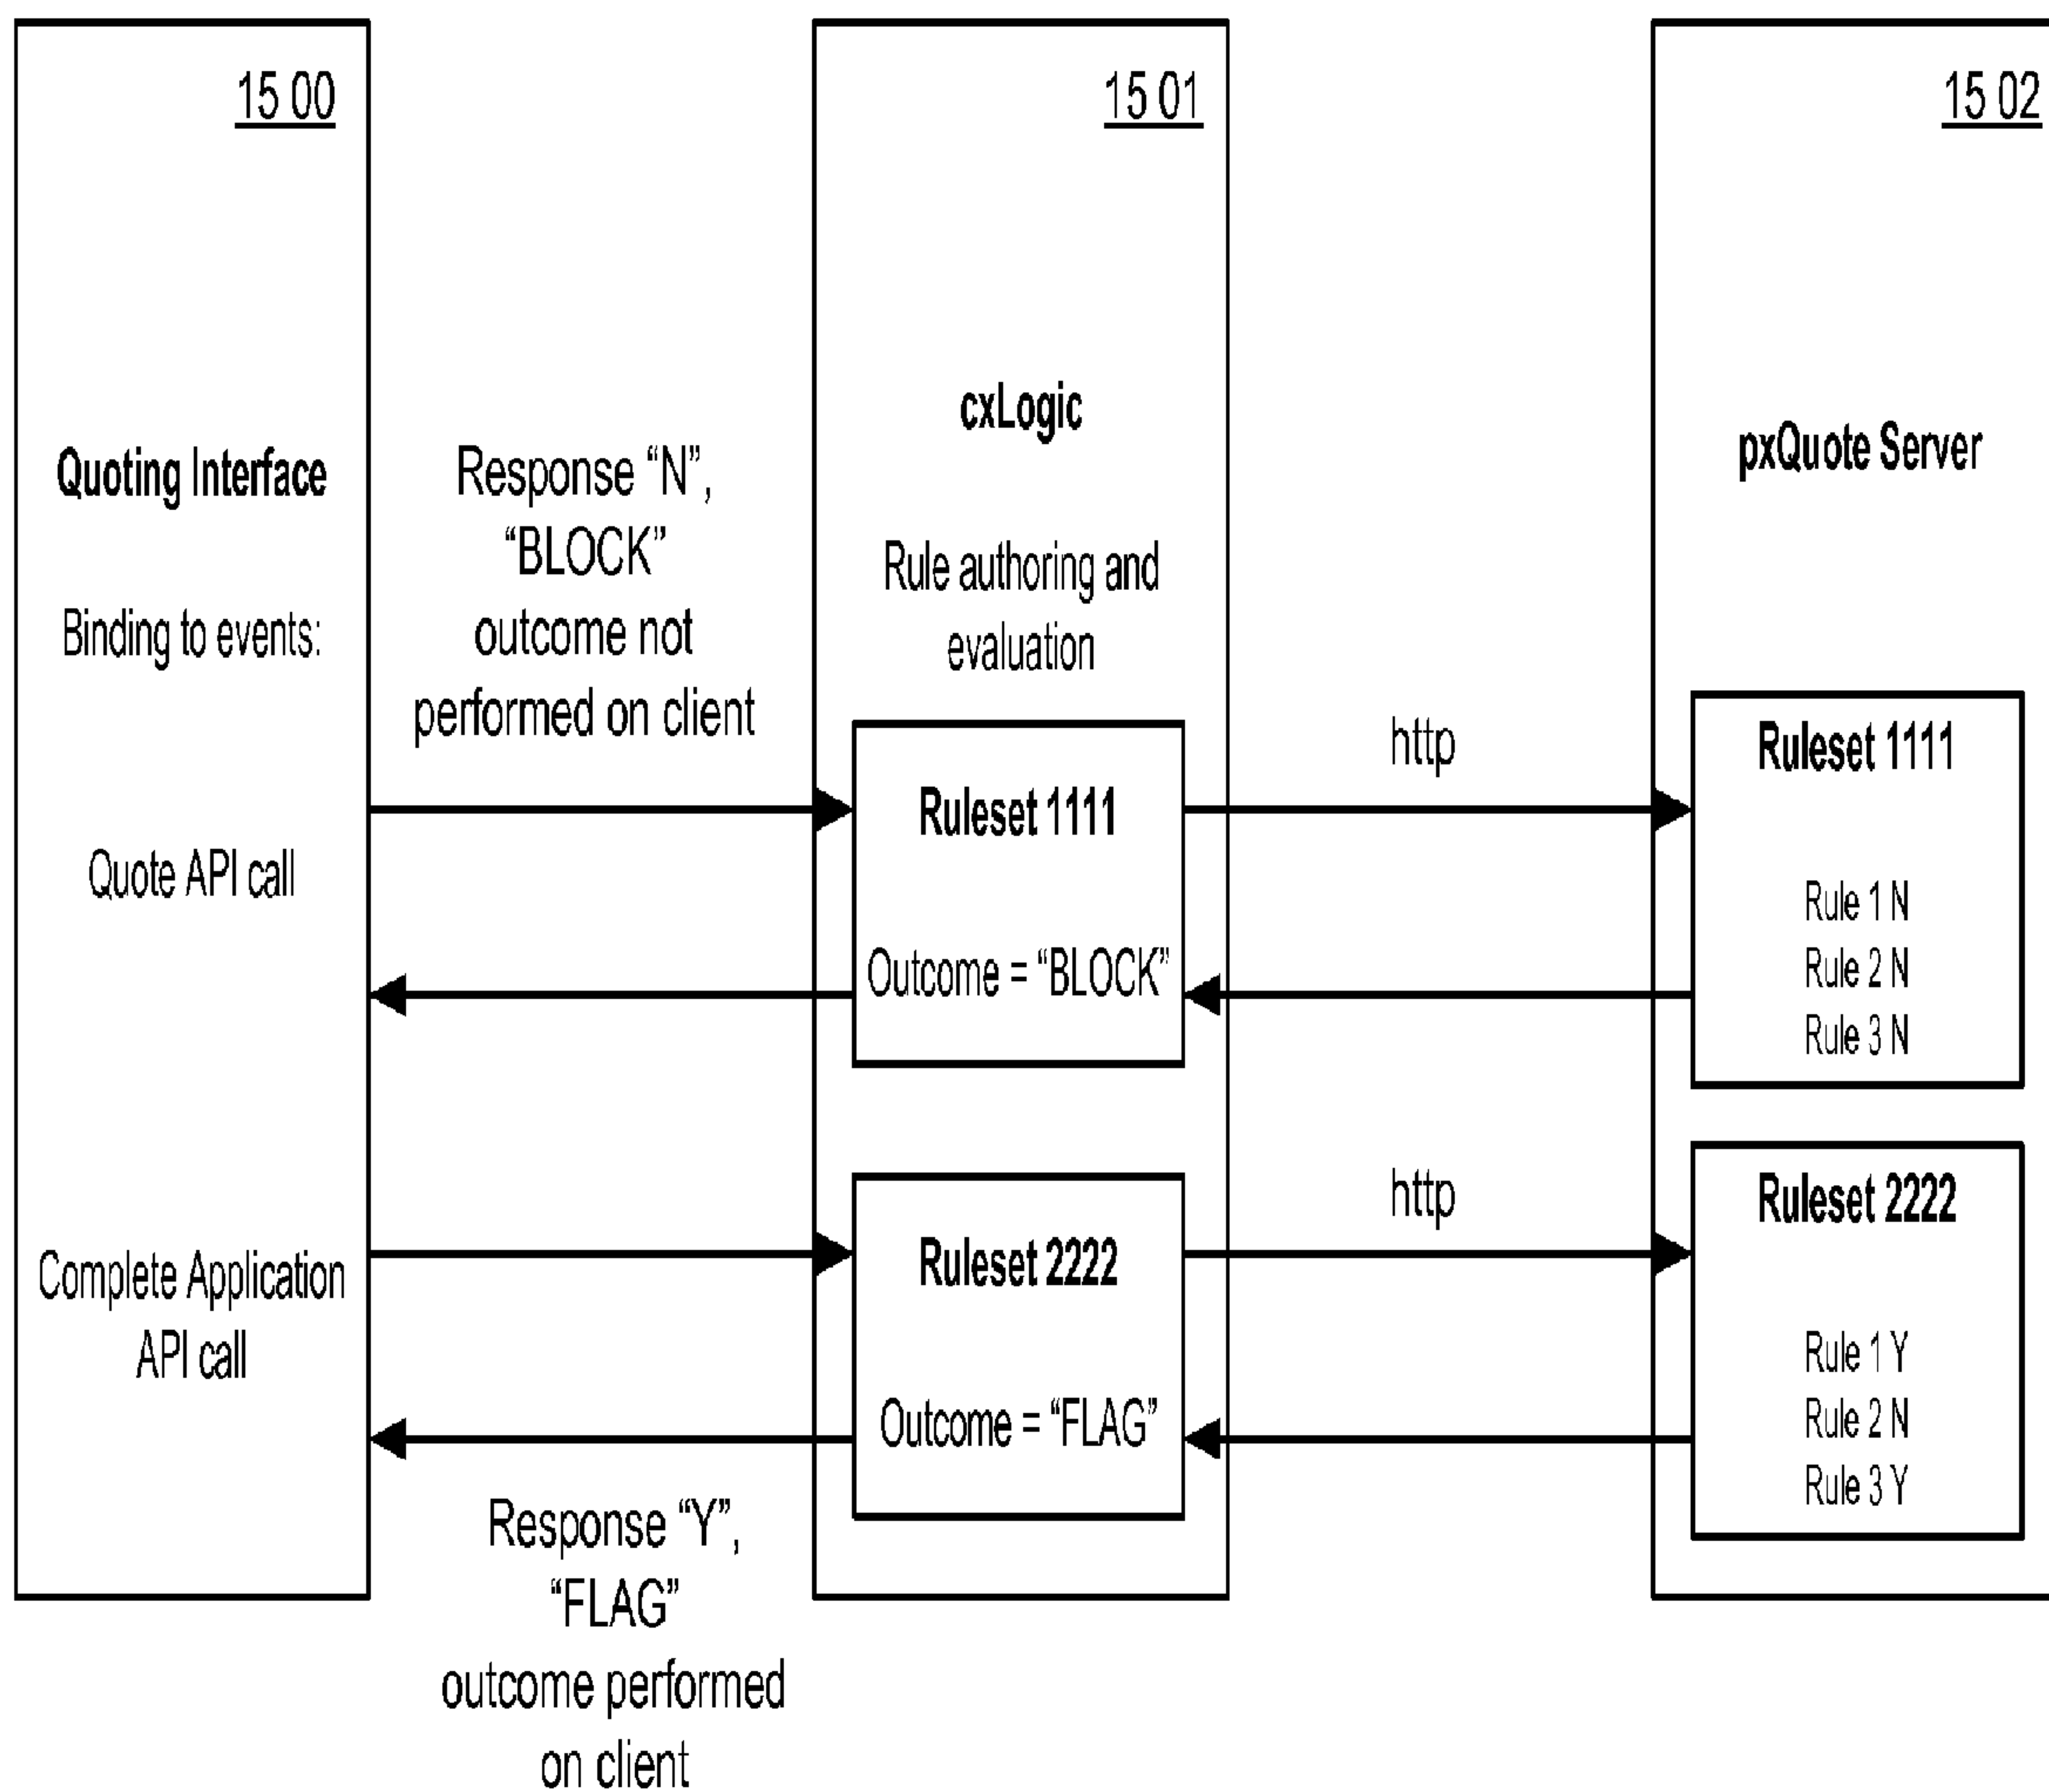 15 00
Quoting Interface
Binding to events:
Quote API call
Complete Application
API call
Response “N”,
“BLOCK”
outcome not
performed on client
Response “Y”,
“FLAG”
outcome performed
on client
15 01
cxLogic
Rule authoring and
evaluation
Ruleset 1111
Outcome = “BLOCK”
Ruleset 2222
Outcome = “FLAG”
http
http
15 02
pxQuote Server
Ruleset 1111
Rule 1 N
Rule 2 N
Rule 3 N
Ruleset 2222
Rule 1 Y
Rule 2 N
Rule 3 Y